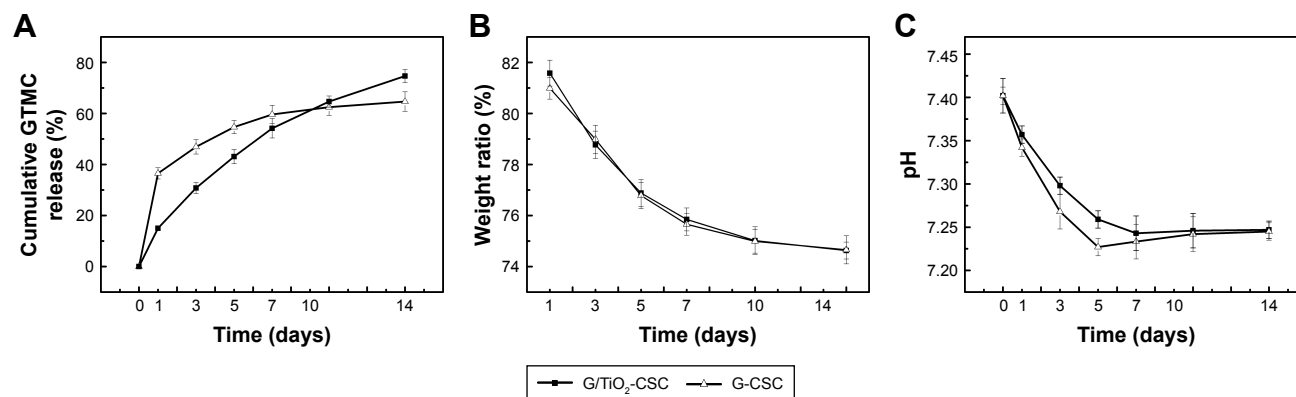 A
Cumulative GTMC
release (%)
80
60
40
20
0
0 1 3 5 7 10 14
Time (days)
B
Weight ratio (%)
82
80
78
76
74
1 3 5 7 10 14
Time (days)
C
pH
7.45
7.40
7.35
7.30
7.25
7.20
0 1 3 5 7 10 14
Time (days)
G/TiO₂-CSC G-CSC